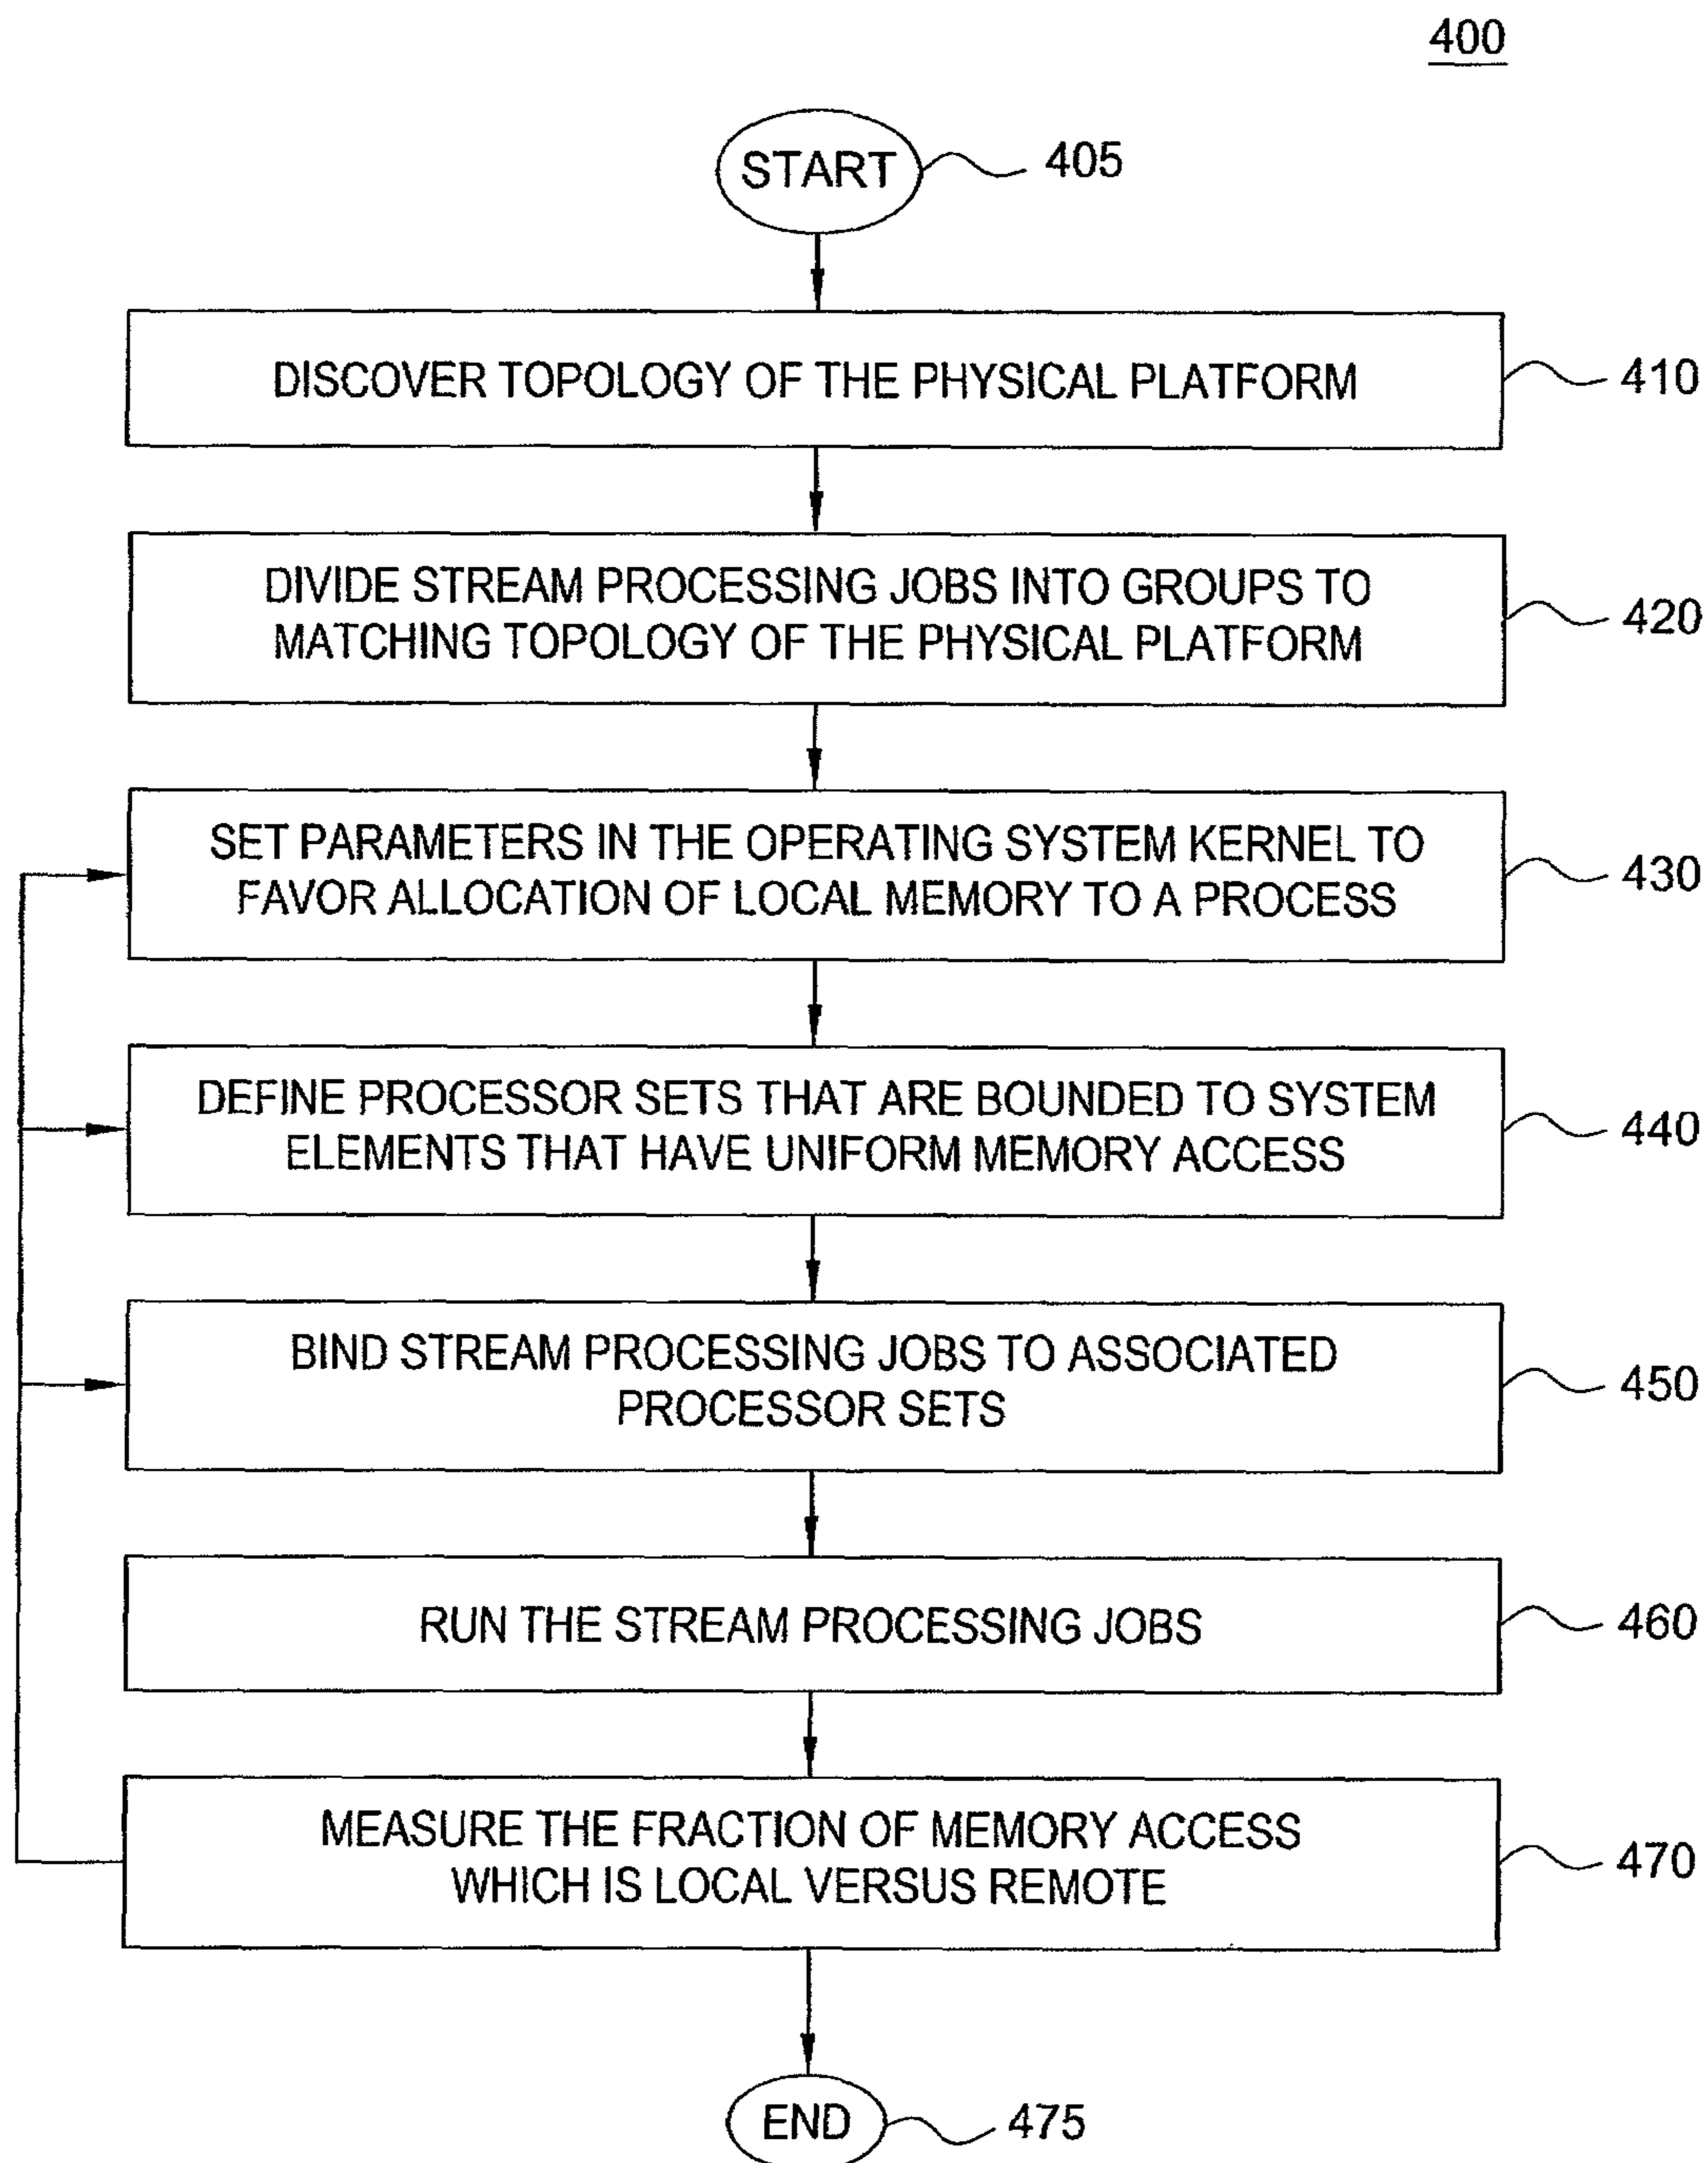 400
START
405
DISCOVER TOPOLOGY OF THE PHYSICAL PLATFORM
410
DIVIDE STREAM PROCESSING JOBS INTO GROUPS TO
MATCHING TOPOLOGY OF THE PHYSICAL PLATFORM
420
SET PARAMETERS IN THE OPERATING SYSTEM KERNEL TO
FAVOR ALLOCATION OF LOCAL MEMORY TO A PROCESS
430
DEFINE PROCESSOR SETS THAT ARE BOUNDED TO SYSTEM
ELEMENTS THAT HAVE UNIFORM MEMORY ACCESS
440
BIND STREAM PROCESSING JOBS TO ASSOCIATED
PROCESSOR SETS
450
RUN THE STREAM PROCESSING JOBS
460
MEASURE THE FRACTION OF MEMORY ACCESS
WHICH IS LOCAL VERSUS REMOTE
470
END
475